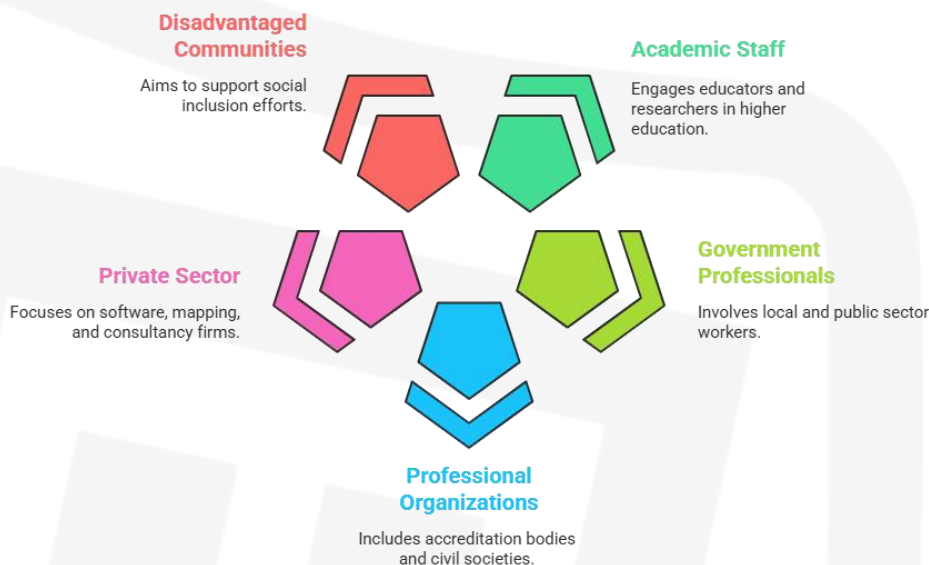 Disadvantaged
Communities
Aims to support social
inclusion efforts.
Academic Staff
Engages educators and
researchers in higher
education.
Private Sector
Focuses on software, mapping,
and consultancy firms.
Government
Professionals
Involves local and public sector
workers.
Professional
Organizations
Includes accreditation bodies
and civil societies.